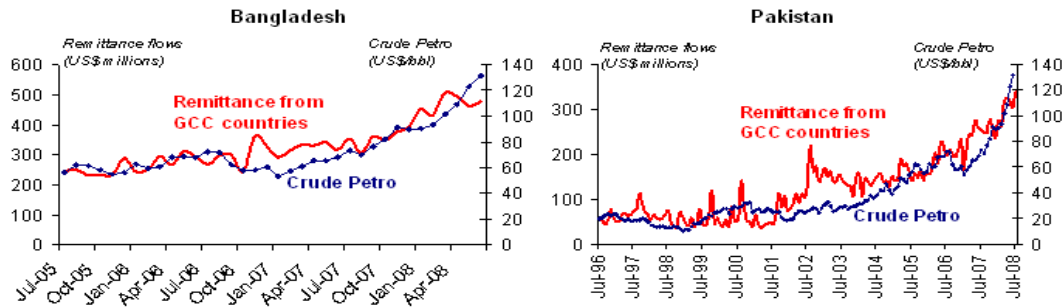 Bangladesh
Remittance flows
(US$ millions)
Crude Petro
(US$/bbl)
600
500
400
300
200
100
0
140
120
100
80
60
40
20
0
Remittance from
GCC countries
Crude Petro
Jul-05
Oct-05
Jan-06
Apr-06
Jul-06
Oct-06
Jan-07
Apr-07
Jul-07
Oct-07
Jan-08
Apr-08
Pakistan
Remittance flows
(US$ millions)
Crude Petro
(US$/bbl)
400
300
200
100
0
140
120
100
80
60
40
20
0
Remittance from
GCC countries
Crude Petro
Jul-96
Jul-97
Jul-98
Jul-99
Jul-00
Jul-01
Jul-02
Jul-03
Jul-04
Jul-05
Jul-06
Jul-07
Jul-08